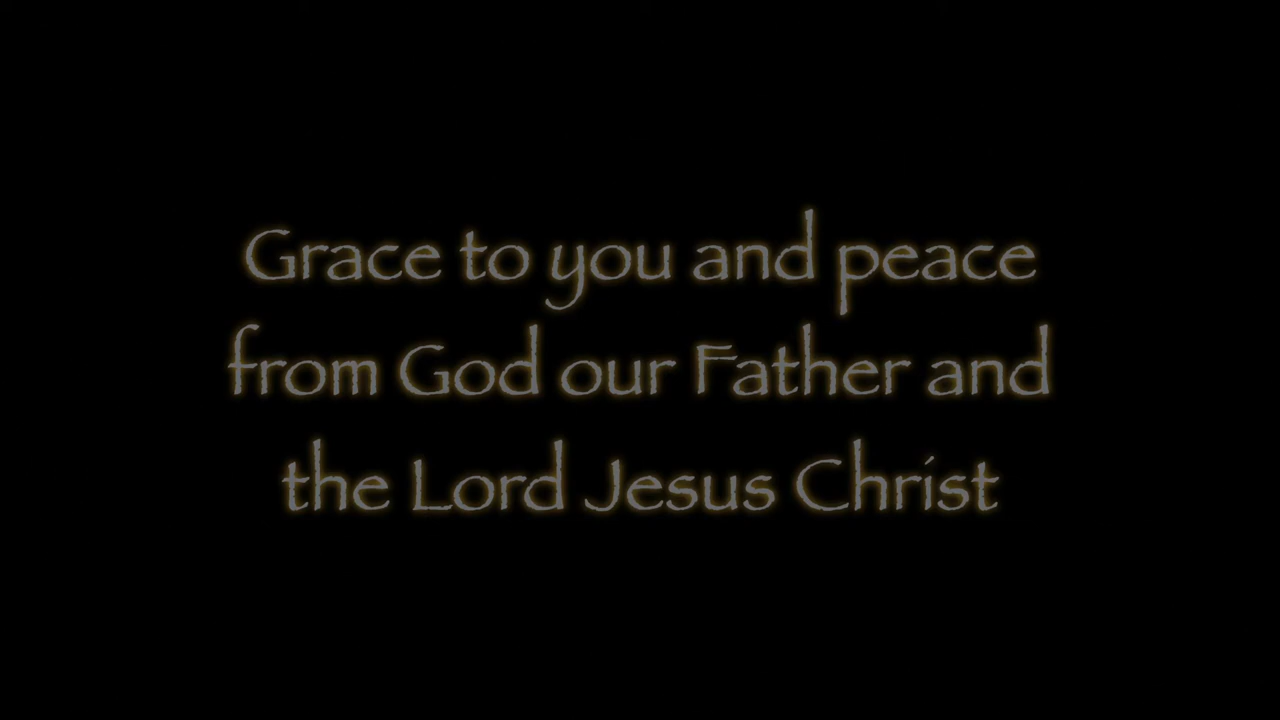 Grace to you and peace
from God our Father and
the Lord Jesus Christ